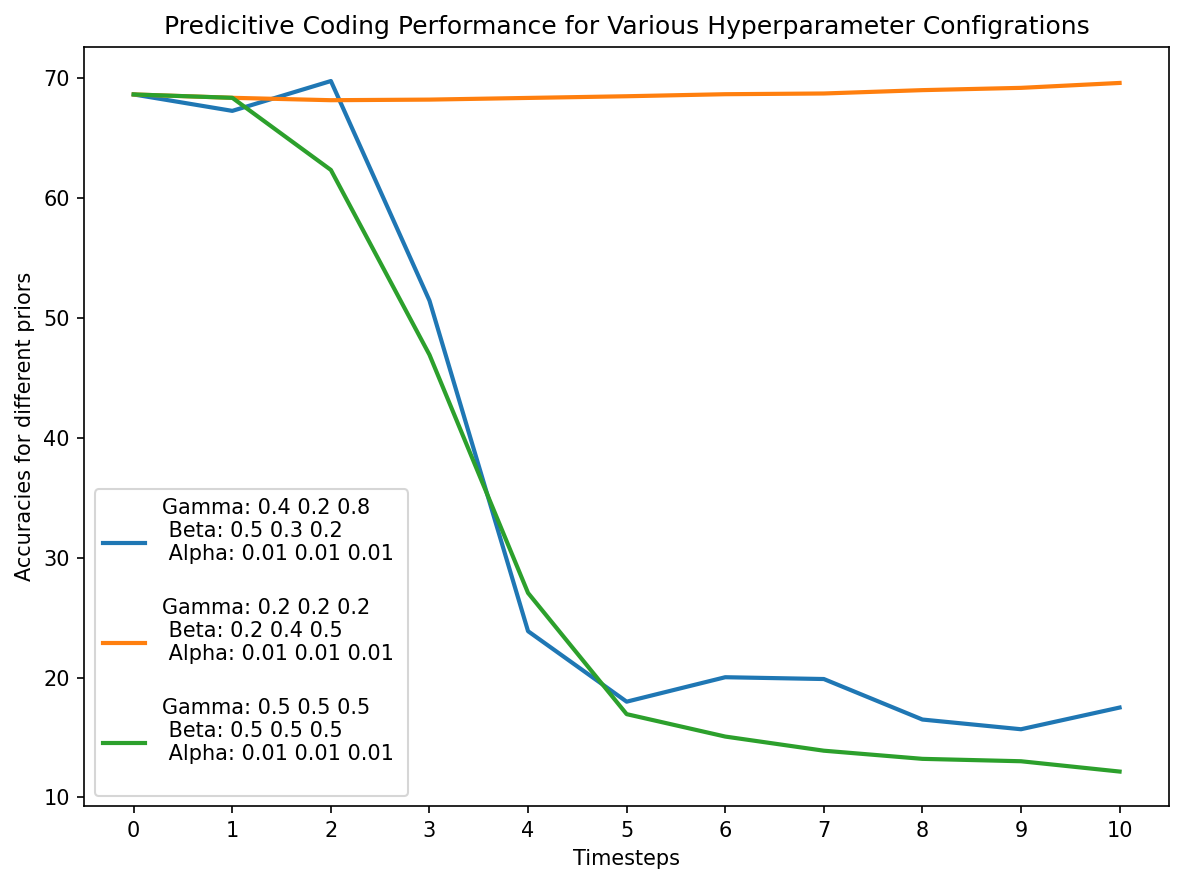 Predicitive Coding Performance for Various Hyperparameter Configrations
Accuracies for different priors
70
60
50
40
30
20
10
Gamma: 0.4 0.2 0.8
Beta: 0.5 0.3 0.2
Alpha: 0.01 0.01 0.01
Gamma: 0.2 0.2 0.2
Beta: 0.2 0.4 0.5
Alpha: 0.01 0.01 0.01
Gamma: 0.5 0.5 0.5
Beta: 0.5 0.5 0.5
Alpha: 0.01 0.01 0.01
0 1 2 3 4 5 6 7 8 9 10
Timesteps